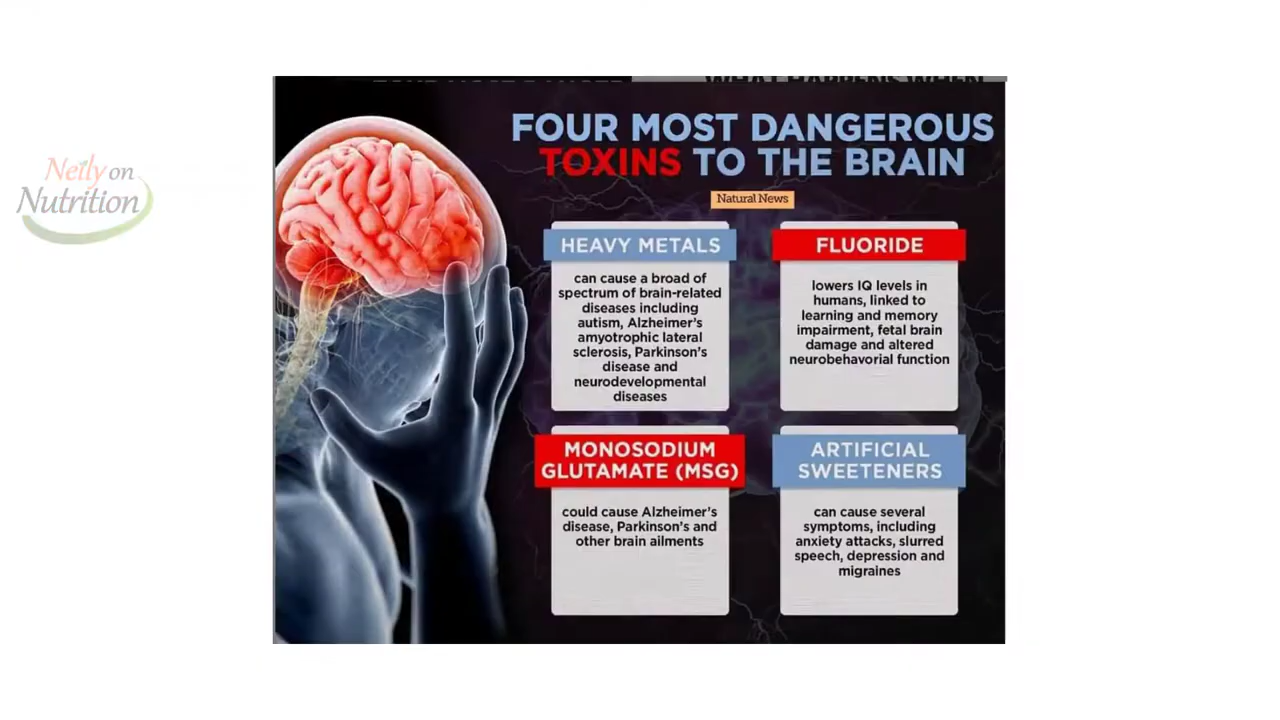 Neily on
Nutrition
FOUR MOST DANGEROUS
TOXINS TO THE BRAIN
Natural News
HEAVY METALS
can cause a broad of
spectrum of brain-related
diseases including
autism, Alzheimer's
amyotrophic lateral
sclerosis, Parkinson's
disease and
neurodevelopmental
diseases
FLUORIDE
lowers IQ levels in
humans, linked to
learning and memory
impairment, fetal brain
damage and altered
neurobehavorial function
MONOSODIUM
GLUTAMATE (MSG)
could cause Alzheimer's
disease, Parkinson's and
other brain ailments
ARTIFICIAL
SWEETENERS
can cause several
symptoms, including
anxiety attacks, slurred
speech, depression and
migraines